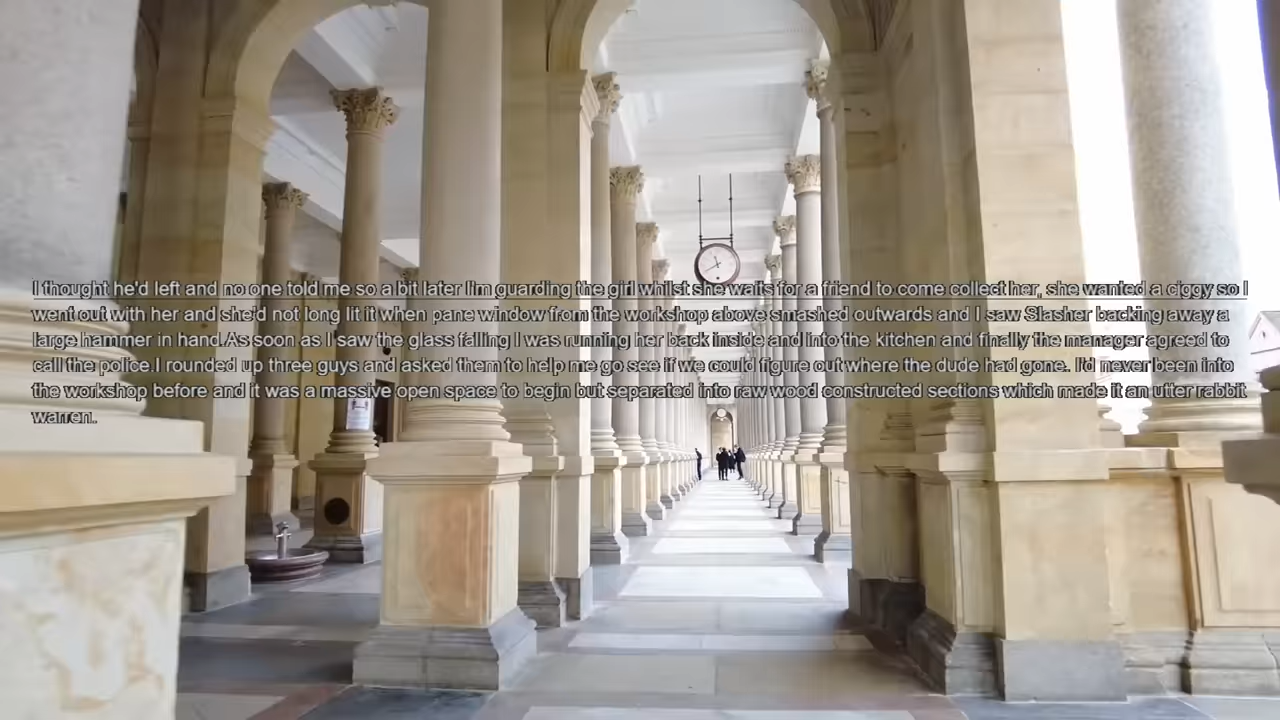 I thought he'd left and no one told me so a bit later I'm guarding the girl whilst she waits for a friend to come collect her, she wanted a ciggy so I
went out with her and she'd not long lit it when pane window from the workshop above smashed outwards and I saw Slasher backing away a
large hammer in hand.As soon as I saw the glass falling I was running her back inside and into the kitchen and finally the manager agreed to
call the police.I rounded up three guys and asked them to help me go see if we could figure out where the dude had gone. I'd never been into
the workshop before and it was a massive open space to begin but separated into raw wood constructed sections which made it an utter rabbit
warren.